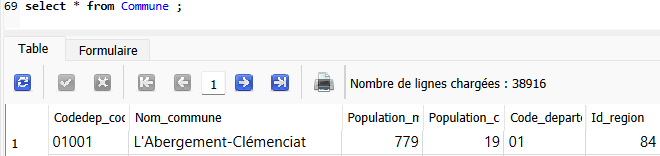 69 select * from Commune ;
Table Formulaire
1 Nombre de lignes chargées : 38916
Codedep_coc Nom_commune Population_m Population_c Code_departe Id_region
1 01001 L'Abergement-Clémenciat 779 19 01 84